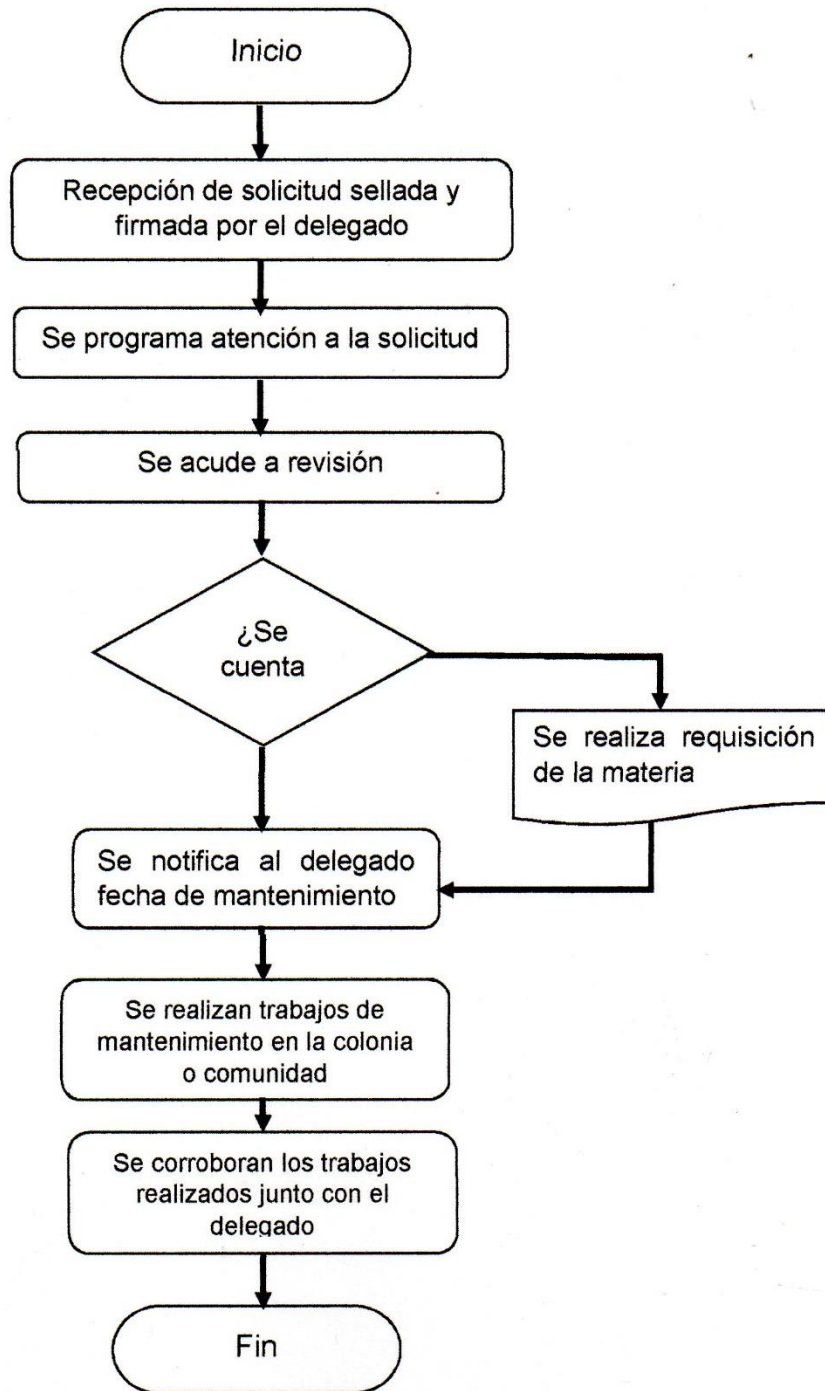 Inicio
Recepción de solicitud sellada y
firmada por el delegado
Se programa atención a la solicitud
Se acude a revisión
¿Se
cuenta
Se realiza requisición
de la materia
Se notifica al delegado
fecha de mantenimiento
Se realizan trabajos de
mantenimiento en la colonia
o comunidad
Se corroboran los trabajos
realizados junto con el
delegado
Fin